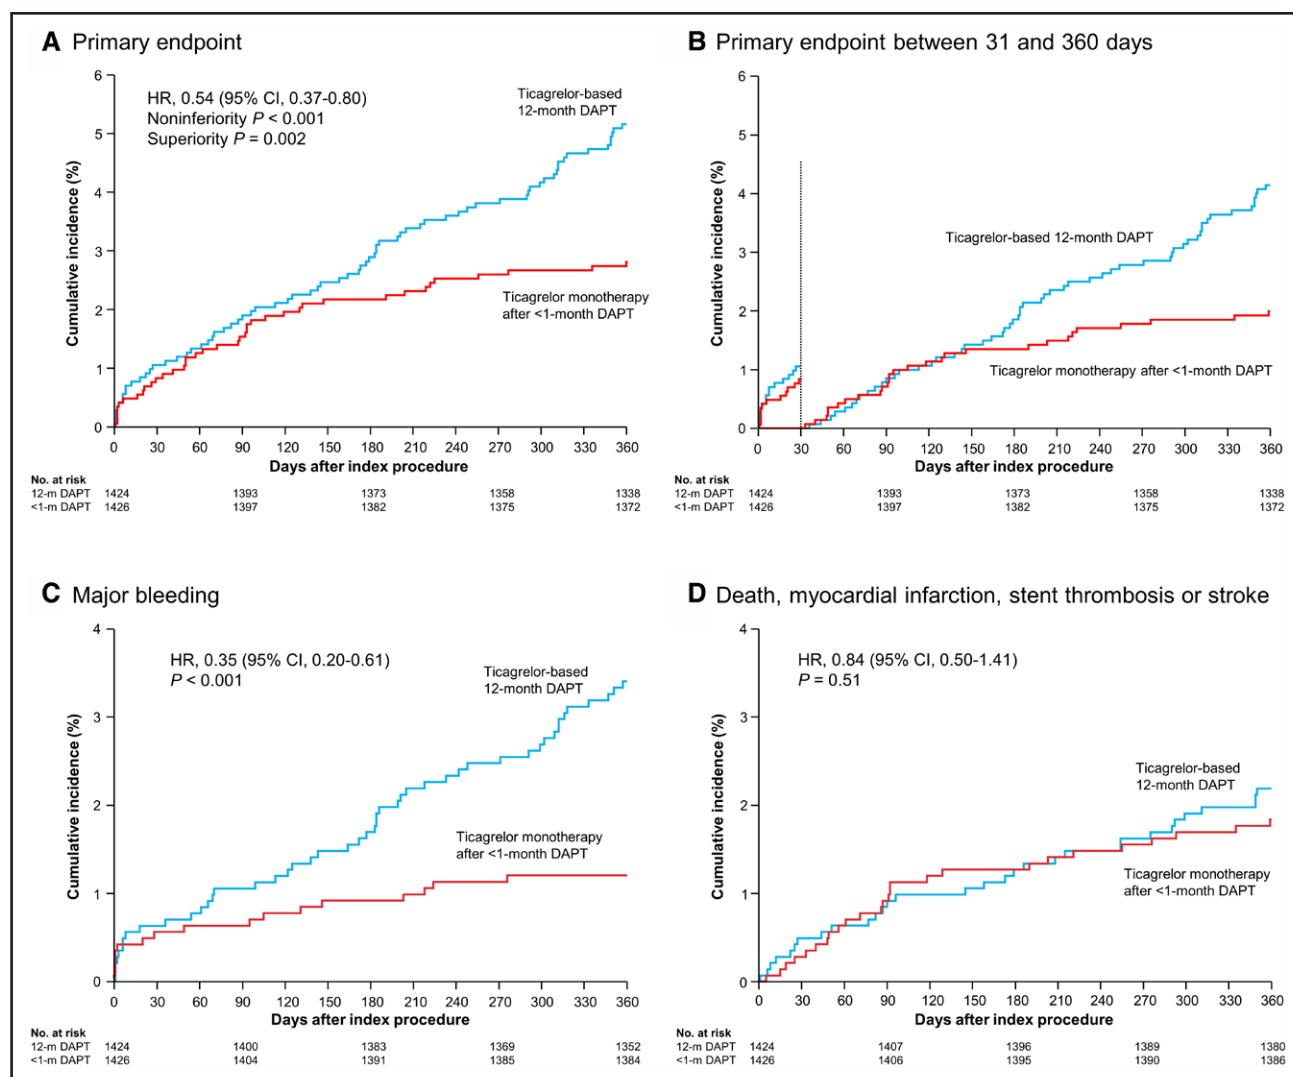 A Primary endpoint
Cumulative incidence (%)
6
5
4
3
2
1
0
HR, 0.54 (95% CI, 0.37-0.80)
Noninferiority P < 0.001
Superiority P = 0.002
Ticagrelor-based
12-month DAPT
Ticagrelor monotherapy
after <1-month DAPT
0 30 60 90 120 150 180 210 240 270 300 330 360
Days after index procedure
No. at risk
12-m DAPT 1424 1393 1373 1358 1338
<1-m DAPT 1426 1397 1382 1375 1372
B Primary endpoint between 31 and 360 days
Cumulative incidence (%)
6
5
4
3
2
1
0
Ticagrelor-based 12-month DAPT
Ticagrelor monotherapy after <1-month DAPT
0 30 60 90 120 150 180 210 240 270 300 330 360
Days after index procedure
No. at risk
12-m DAPT 1424 1393 1373 1358 1338
<1-m DAPT 1426 1397 1382 1375 1372
C Major bleeding
Cumulative incidence (%)
4
3
2
1
0
HR, 0.35 (95% CI, 0.20-0.61)
P < 0.001
Ticagrelor-based
12-month DAPT
Ticagrelor monotherapy
after <1-month DAPT
0 30 60 90 120 150 180 210 240 270 300 330 360
Days after index procedure
No. at risk
12-m DAPT 1424 1400 1383 1369 1352
<1-m DAPT 1426 1404 1391 1385 1384
D Death, myocardial infarction, stent thrombosis or stroke
Cumulative incidence (%)
4
3
2
1
0
HR, 0.84 (95% CI, 0.50-1.41)
P = 0.51
Ticagrelor-based
12-month DAPT
Ticagrelor monotherapy
after <1-month DAPT
0 30 60 90 120 150 180 210 240 270 300 330 360
Days after index procedure
No. at risk
12-m DAPT 1424 1407 1396 1389 1380
<1-m DAPT 1426 1406 1395 1390 1386